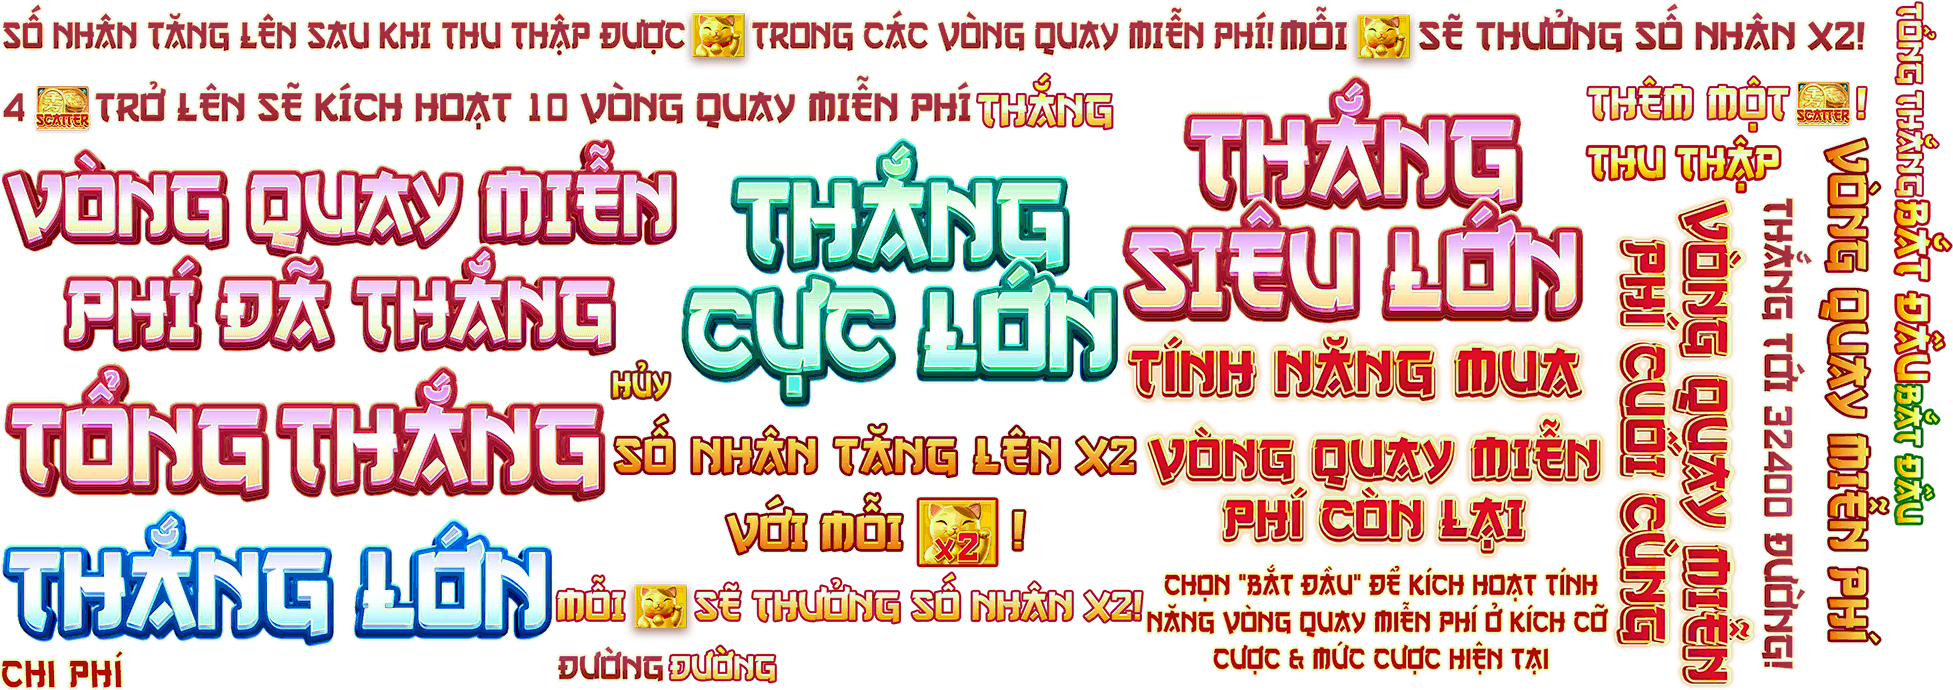 SỐ NHÂN TĂNG LÊN SAU KHI THU THẬP ĐƯỢC TRONG CÁC VÒNG QUAY MIỄN PHÍ!
MỖI SẼ THƯỞNG SỐ NHÂN X2!
4 SCATTER TRỞ LÊN SẼ KÍCH HOẠT 10 VÒNG QUAY MIỄN PHÍ
THẮNG
VÒNG QUAY MIỄN
PHÍ ĐÃ THẮNG
THẮNG
CỰC LỚN
THẮNG
SIÊU LỚN
THÊM MỘT SCATTER !
THU THẬP
TỔNG THẮNG
HỦY
TÍNH NĂNG MUA
SỐ NHÂN TĂNG LÊN X2
VỚI MỖI X2 !
VÒNG QUAY MIỄN
PHÍ CÒN LẠI
THẮNG LỚN
MỖI SẼ THƯỞNG SỐ NHÂN X2!
CHỌN "BẮT ĐẦU" ĐỂ KÍCH HOẠT TÍNH
NĂNG VÒNG QUAY MIỄN PHÍ Ở KÍCH CỠ
CƯỢC & MỨC CƯỢC HIỆN TẠI
CHI PHÍ
ĐƯỜNG
ĐƯỜNG
VÒNG QUAY MIỄN
PHÍ CUỐI CÙNG
THẮNG TỚI 32400 ĐƯỜNG!
VÒNG QUAY MIỄN PHÍ
TỔNG THẮNG
BẮT ĐẦU
BẮT ĐẦU